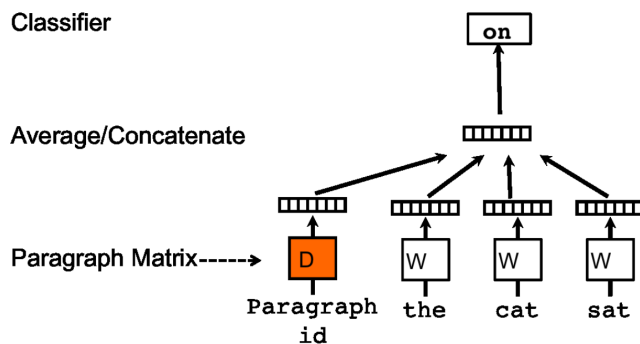 Classifier
on
Average/Concatenate
Paragraph Matrix
D
W
W
W
Paragraph
id
the
cat
sat